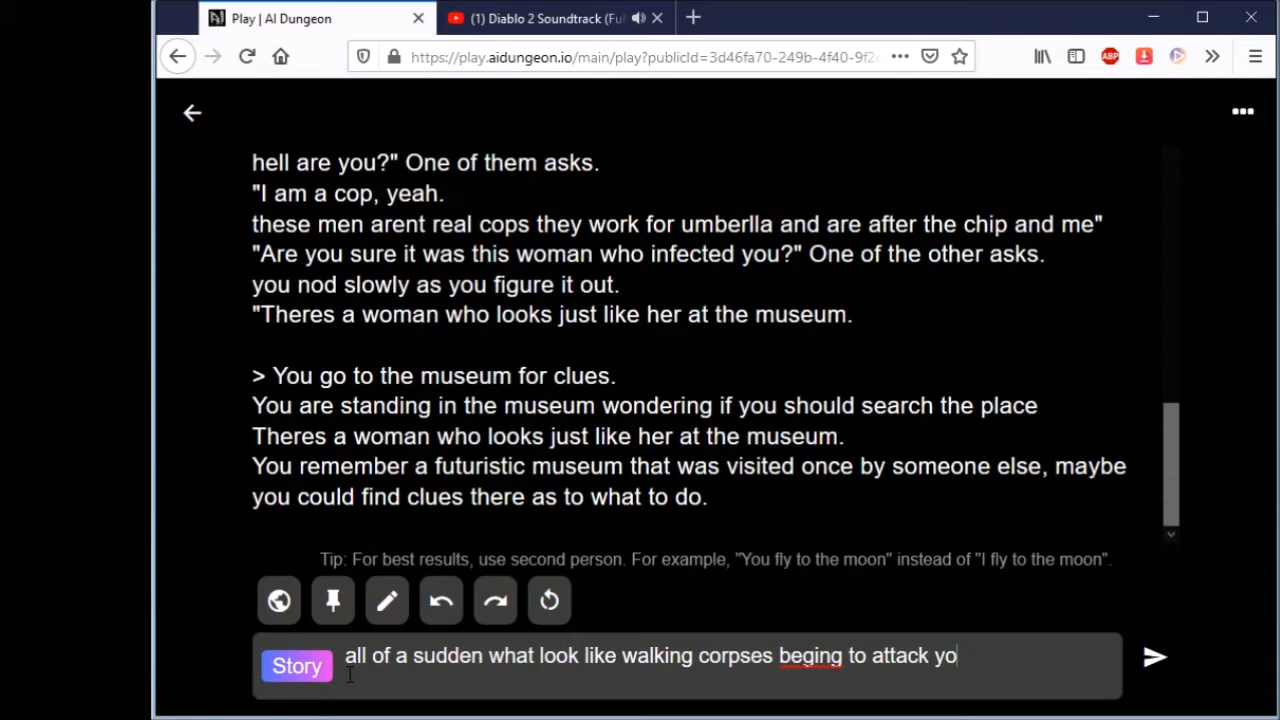 Play | AI Dungeon
(1) Diablo 2 Soundtrack (Ful
https://play.aidungeon.io/main/play?publicId=3d46fa70-249b-4f40-9f2c
ABP
hell are you?" One of them asks.
"I am a cop, yeah.
these men arent real cops they work for umberlla and are after the chip and me"
"Are you sure it was this woman who infected you?" One of the other asks.
you nod slowly as you figure it out.
"Theres a woman who looks just like her at the museum.
> You go to the museum for clues.
You are standing in the museum wondering if you should search the place
Theres a woman who looks just like her at the museum.
You remember a futuristic museum that was visited once by someone else, maybe
you could find clues there as to what to do.
Tip: For best results, use second person. For example, "You fly to the moon" instead of "I fly to the moon".
Story
all of a sudden what look like walking corpses beging to attack yo